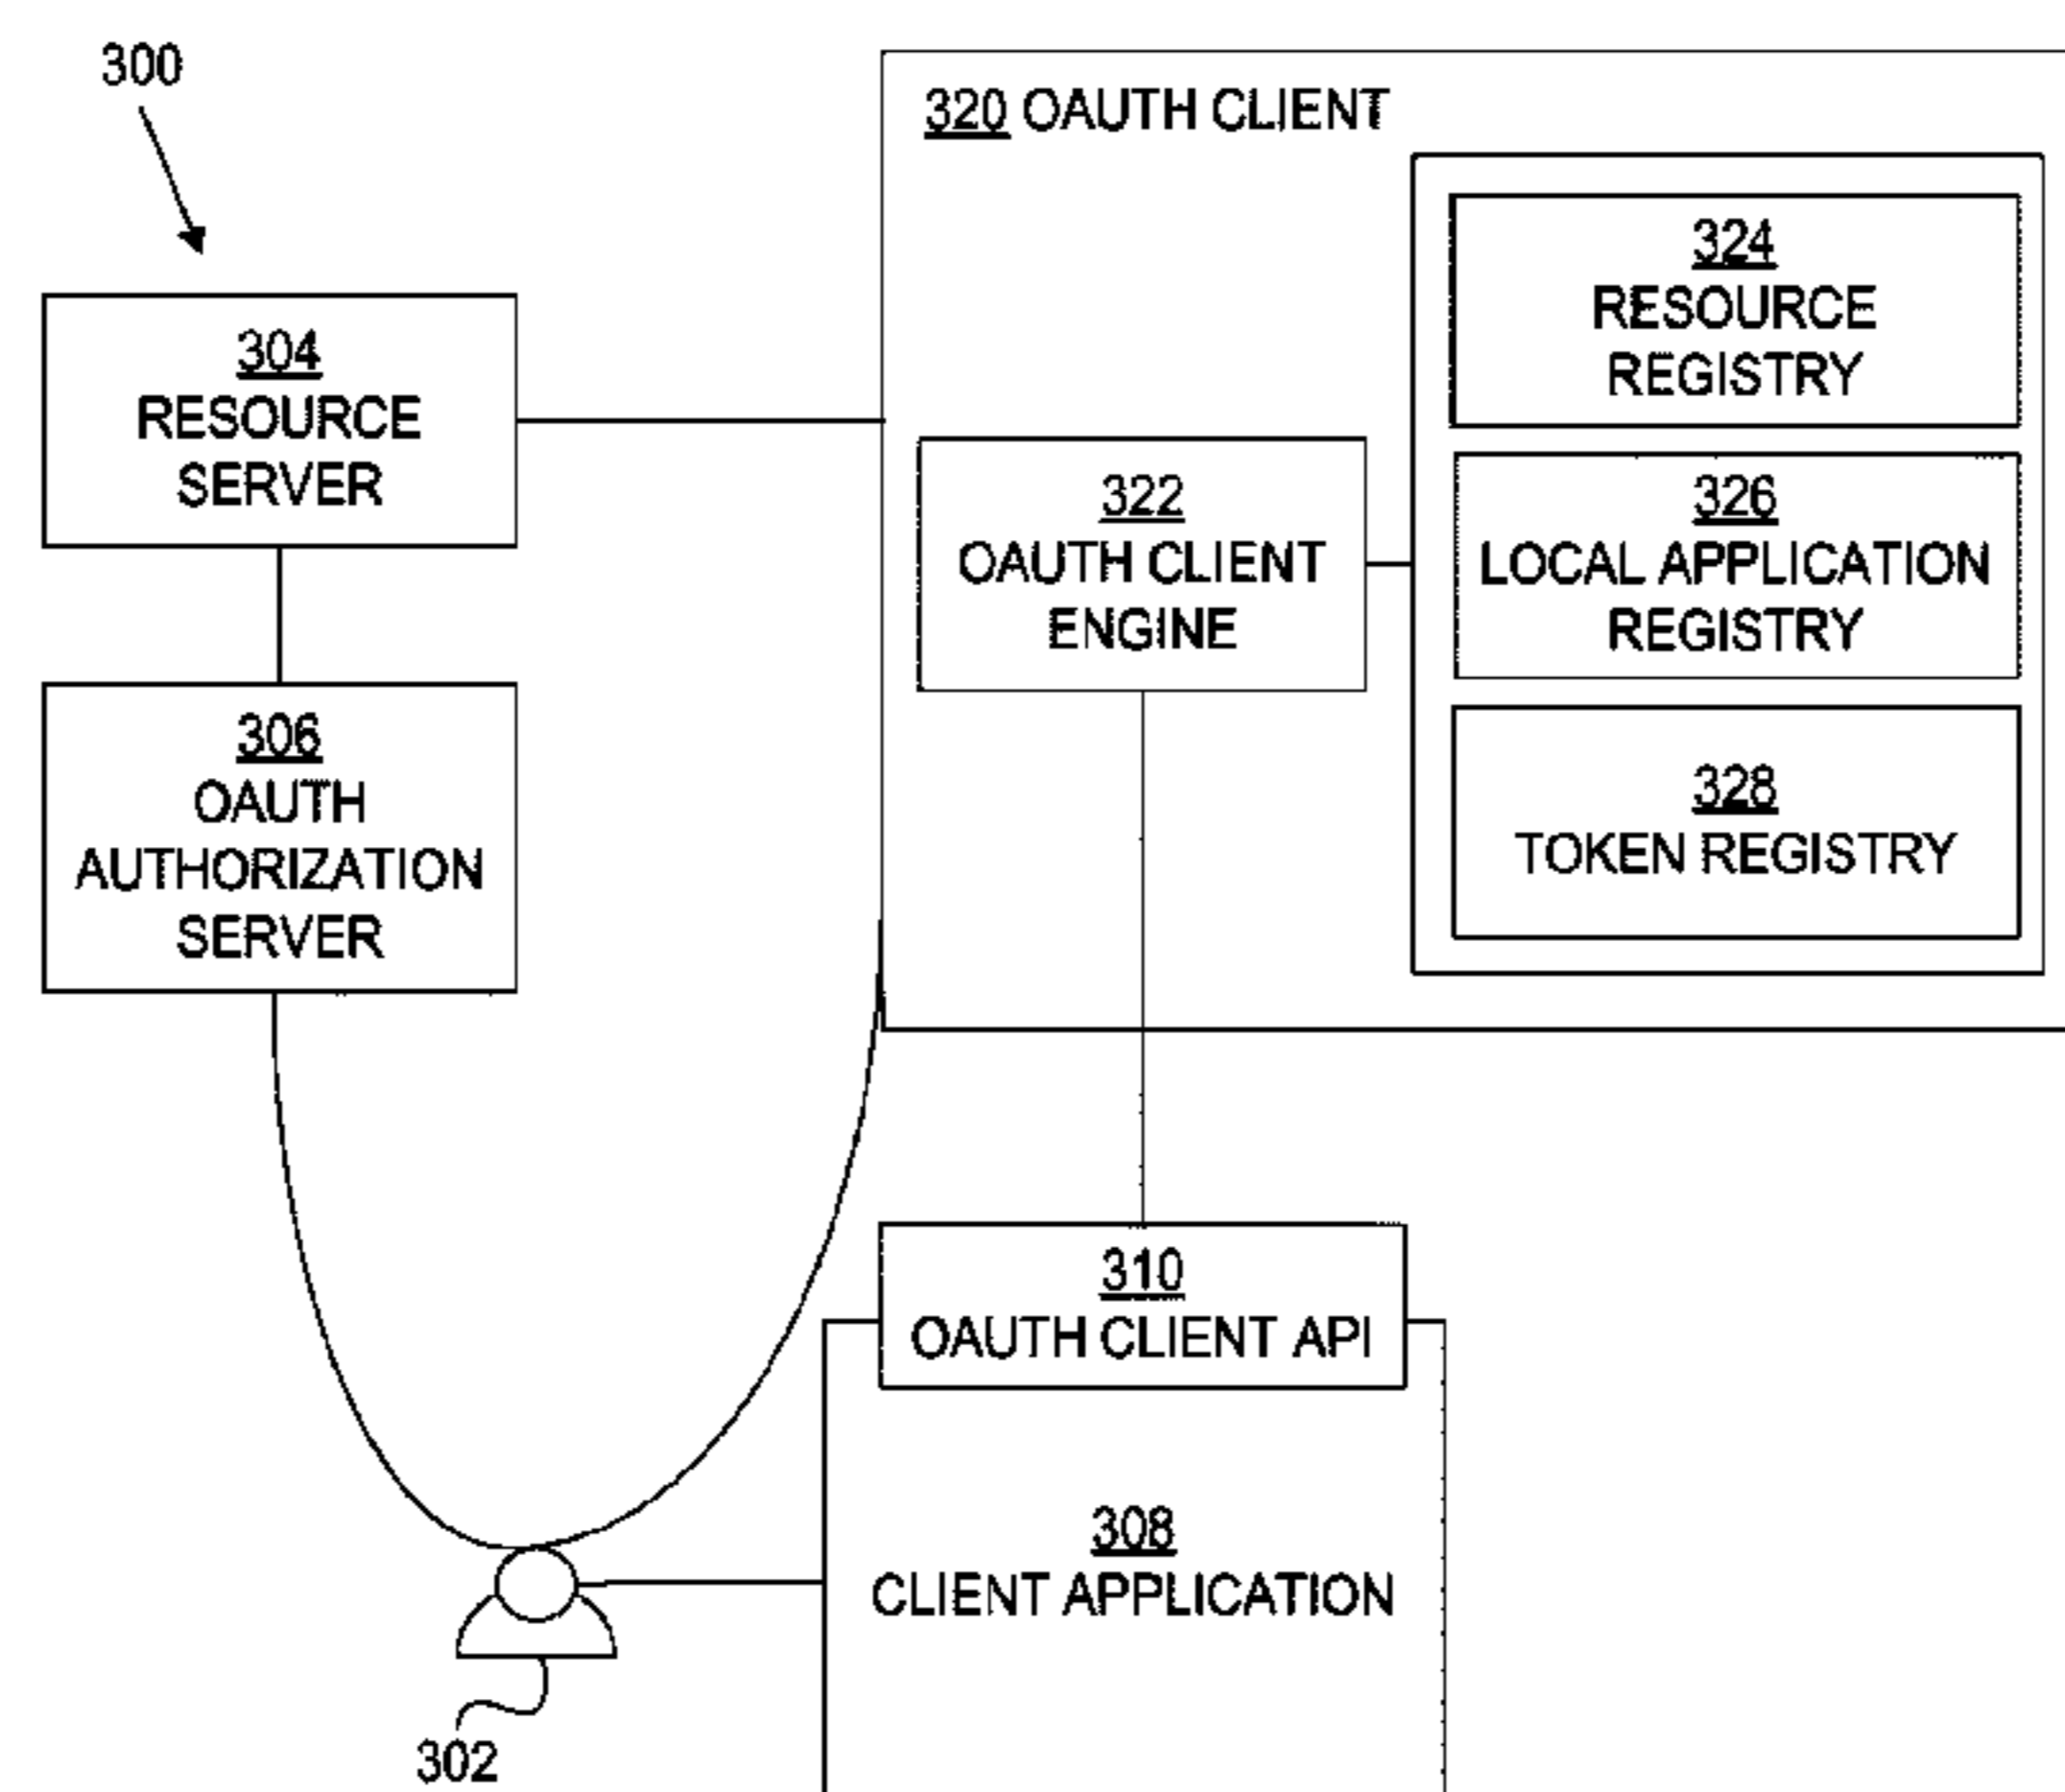 300
320 OAUTH CLIENT
324
RESOURCE
REGISTRY
304
RESOURCE
SERVER
322
OAUTH CLIENT
ENGINE
326
LOCAL APPLICATION
REGISTRY
306
OAUTH
AUTHORIZATION
SERVER
328
TOKEN REGISTRY
310
OAUTH CLIENT API
308
CLIENT APPLICATION
302